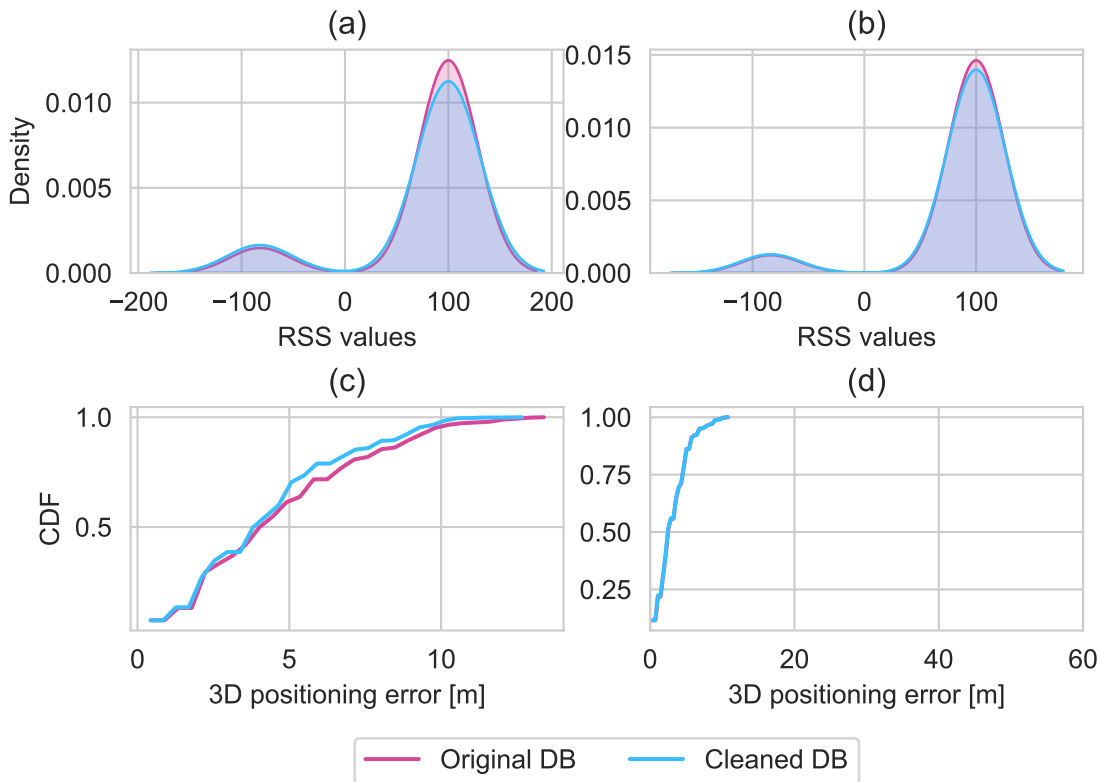 (a)
(b)
Density
0.010
0.005
0.000
−200 −100 0 100 200
RSS values
0.015
0.010
0.005
0.000
−100 0 100
RSS values
(c)
(d)
CDF
1.0
0.5
0 5 10
3D positioning error [m]
1.00
0.75
0.50
0.25
0 20 40 60
3D positioning error [m]
Original DB Cleaned DB